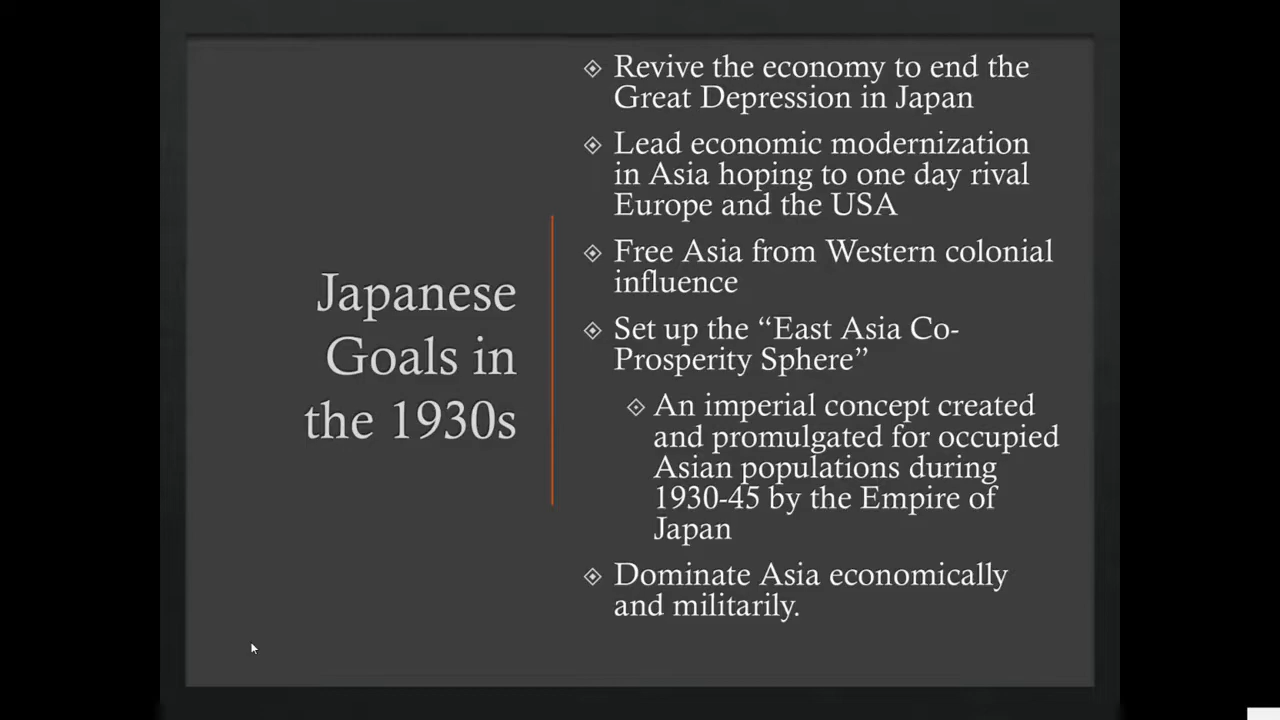 Japanese
Goals in
the 1930s
Revive the economy to end the
Great Depression in Japan
Lead economic modernization
in Asia hoping to one day rival
Europe and the USA
Free Asia from Western colonial
influence
Set up the “East Asia Co-
Prosperity Sphere”
An imperial concept created
and promulgated for occupied
Asian populations during
1930-45 by the Empire of
Japan
Dominate Asia economically
and militarily.